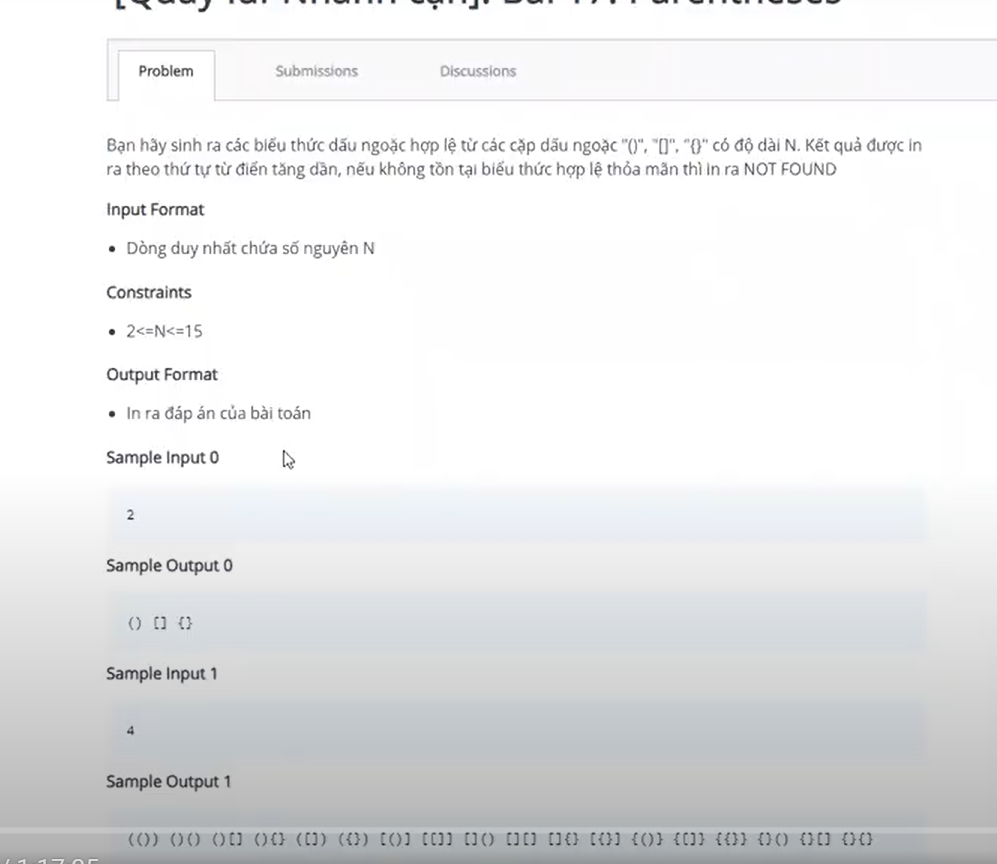 [Quay lui Nhánh cận]. Bài 17. Parentheses
Problem
Submissions
Discussions
Bạn hãy sinh ra các biểu thức dấu ngoặc hợp lệ từ các cặp dấu ngoặc "()", "[]", "{}" có độ dài N. Kết quả được in
ra theo thứ tự từ điển tăng dần, nếu không tồn tại biểu thức hợp lệ thỏa mãn thì in ra NOT FOUND
Input Format
• Dòng duy nhất chứa số nguyên N
Constraints
• 2<=N<=15
Output Format
• In ra đáp án của bài toán
Sample Input 0
2
Sample Output 0
() [] {}
Sample Input 1
4
Sample Output 1
(()) ()() ()[] (){} ([]) ({}) [()] [[]] []() [][] []{} [{}] {()} {[]} {{}} {}() {}[] {}{}